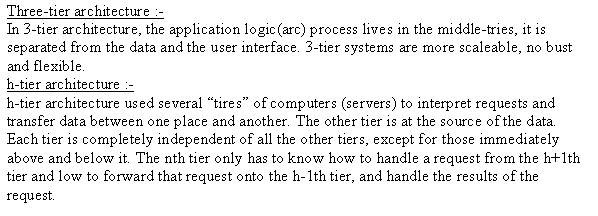 Three-tier architecture :-
In 3-tier architecture, the application logic(arc) process lives in the middle-tries, it is
separated from the data and the user interface. 3-tier systems are more scaleable, no bust
and flexible.
h-tier architecture :-
h-tier architecture used several “tires” of computers (servers) to interpret requests and
transfer data between one place and another. The other tier is at the source of the data.
Each tier is completely independent of all the other tiers, except for those immediately
above and below it. The nth tier only has to know how to handle a request from the h+1th
tier and low to forward that request onto the h-1th tier, and handle the results of the
request.